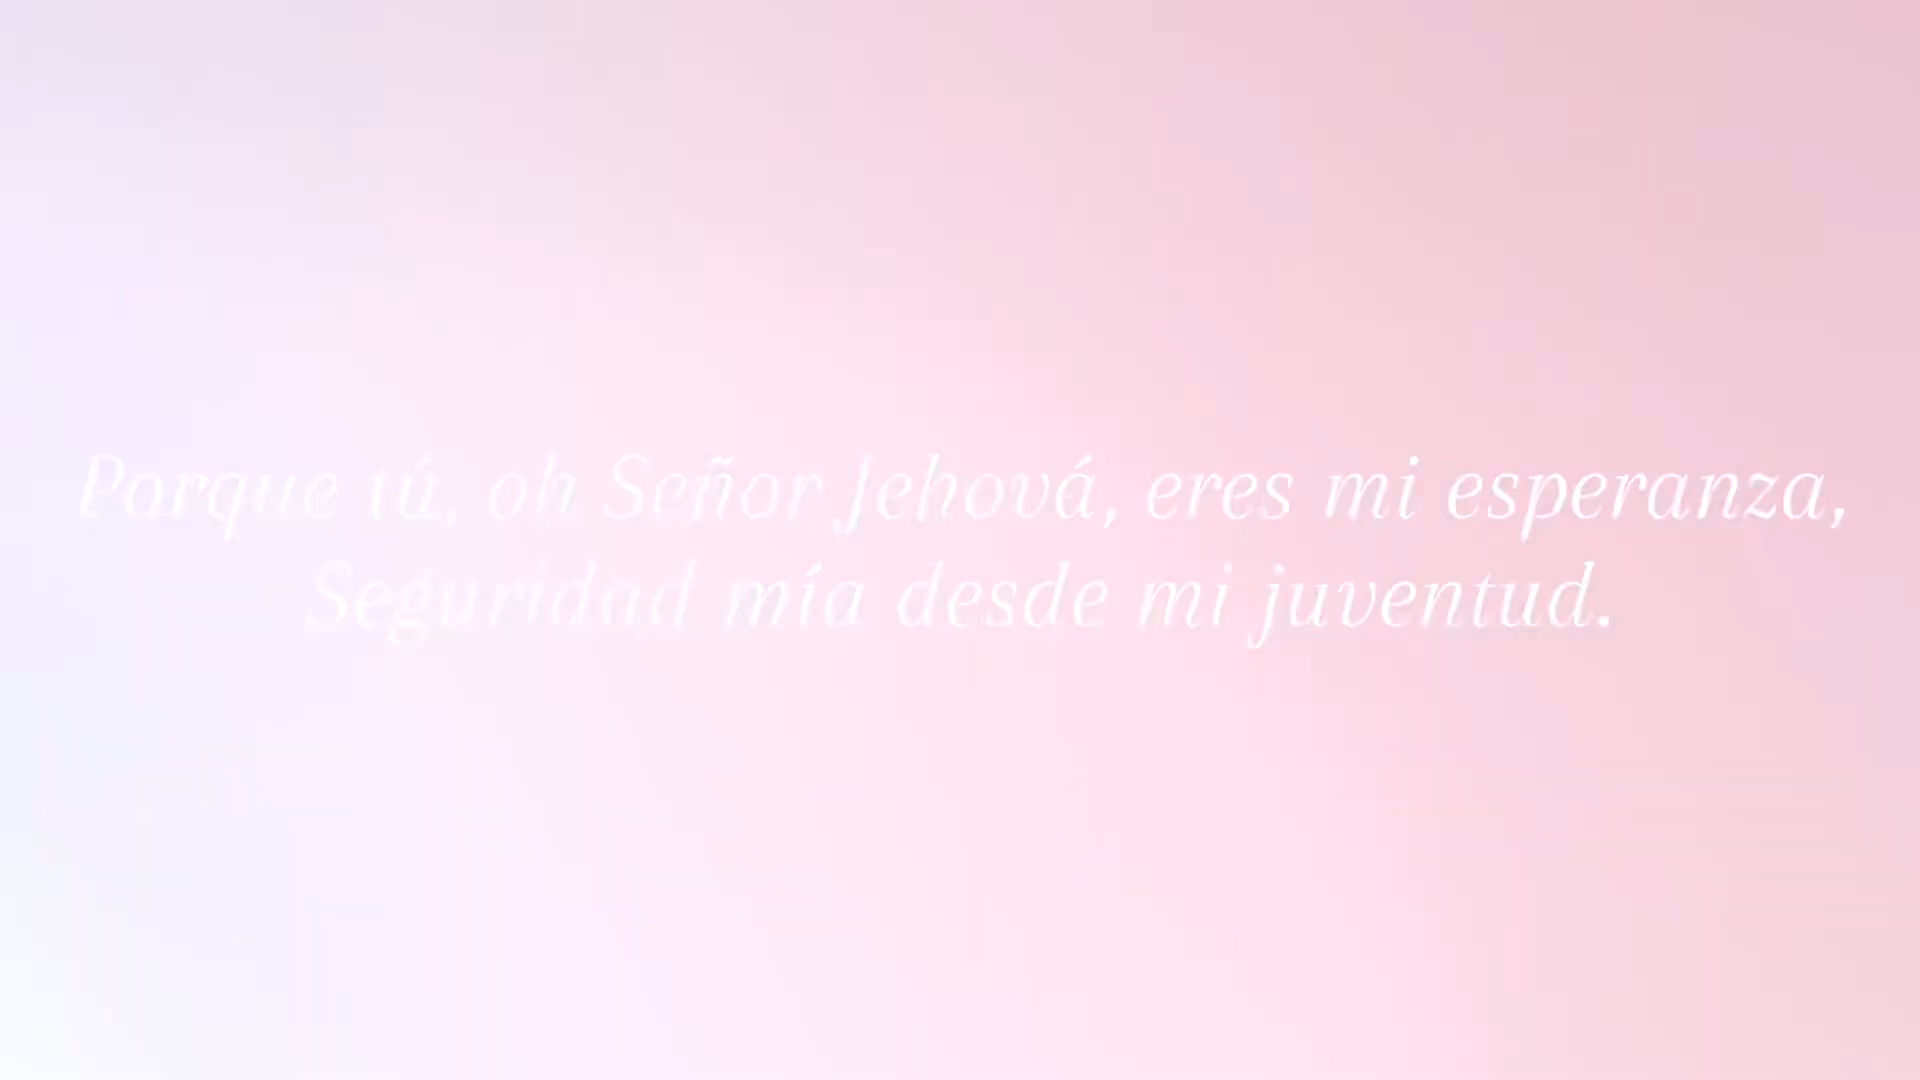 Porque tú, oh Señor Jehová, eres mi esperanza,
Seguridad mía desde mi juventud.